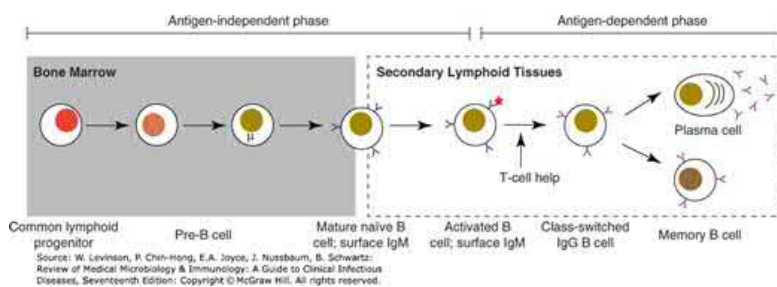 Antigen-independent phase
Antigen-dependent phase
Bone Marrow
Secondary Lymphoid Tissues
μ
Plasma cell
T-cell help
Common lymphoid
progenitor
Pre-B cell
Mature naïve B
cell; surface IgM
Activated B
cell; surface IgM
Class-switched
IgG B cell
Memory B cell
Source: W. Levinson, P. Chin-Hong, E.A. Joyce, J. Nussbaum, B. Schwartz:
Review of Medical Microbiology & Immunology: A Guide to Clinical Infectious
Diseases, Seventeenth Edition: Copyright © McGraw Hill. All rights reserved.